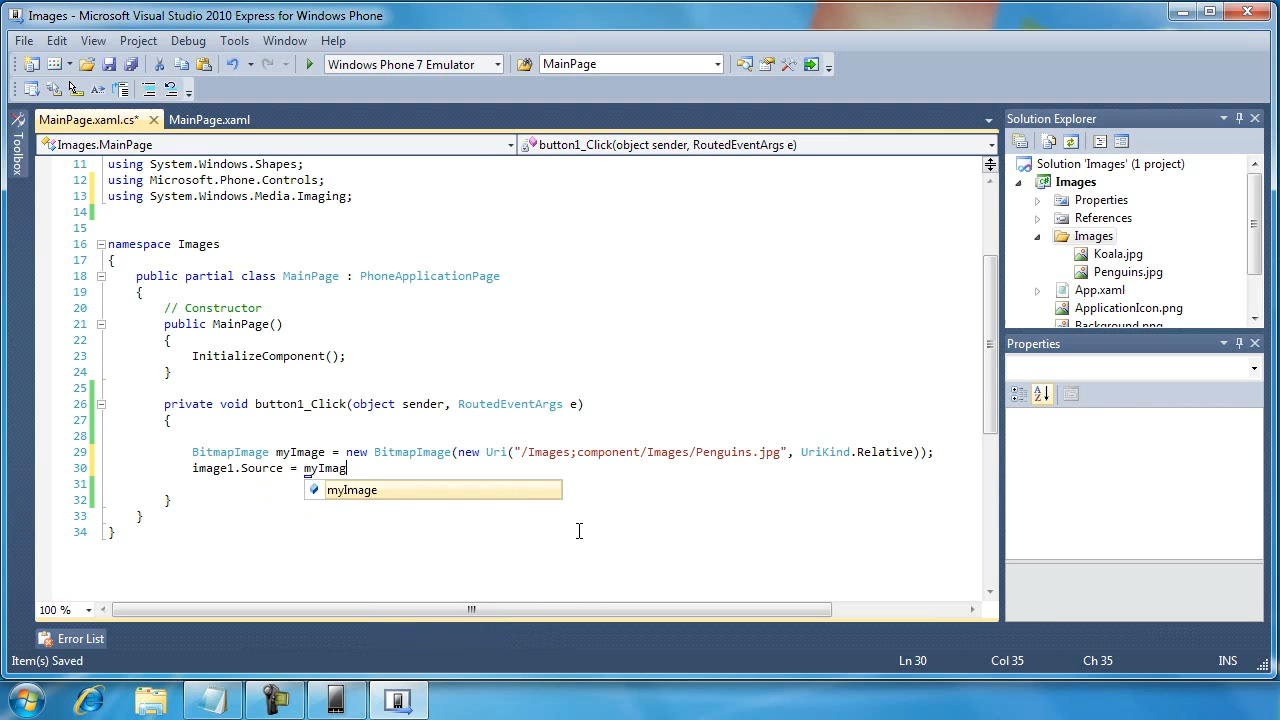 Images - Microsoft Visual Studio 2010 Express for Windows Phone
File Edit View Project Debug Tools Window Help
Windows Phone 7 Emulator MainPage
MainPage.xaml.cs* MainPage.xaml
Toolbox
Images.MainPage button1_Click(object sender, RoutedEventArgs e)
11 using System.Windows.Shapes;
12 using Microsoft.Phone.Controls;
13 using System.Windows.Media.Imaging;
14
15
16 namespace Images
17 {
18 public partial class MainPage : PhoneApplicationPage
19 {
20 // Constructor
21 public MainPage()
22 {
23 InitializeComponent();
24 }
25
26 private void button1_Click(object sender, RoutedEventArgs e)
27 {
28
29 BitmapImage myImage = new BitmapImage(new Uri("/Images;component/Images/Penguins.jpg", UriKind.Relative));
30 image1.Source = myImag
31
myImage
32 }
33 }
34 }
100 %
Solution Explorer
Solution 'Images' (1 project)
Images
Properties
References
Images
Koala.jpg
Penguins.jpg
App.xaml
ApplicationIcon.png
Background.png
Properties
Error List
Item(s) Saved Ln 30 Col 35 Ch 35 INS